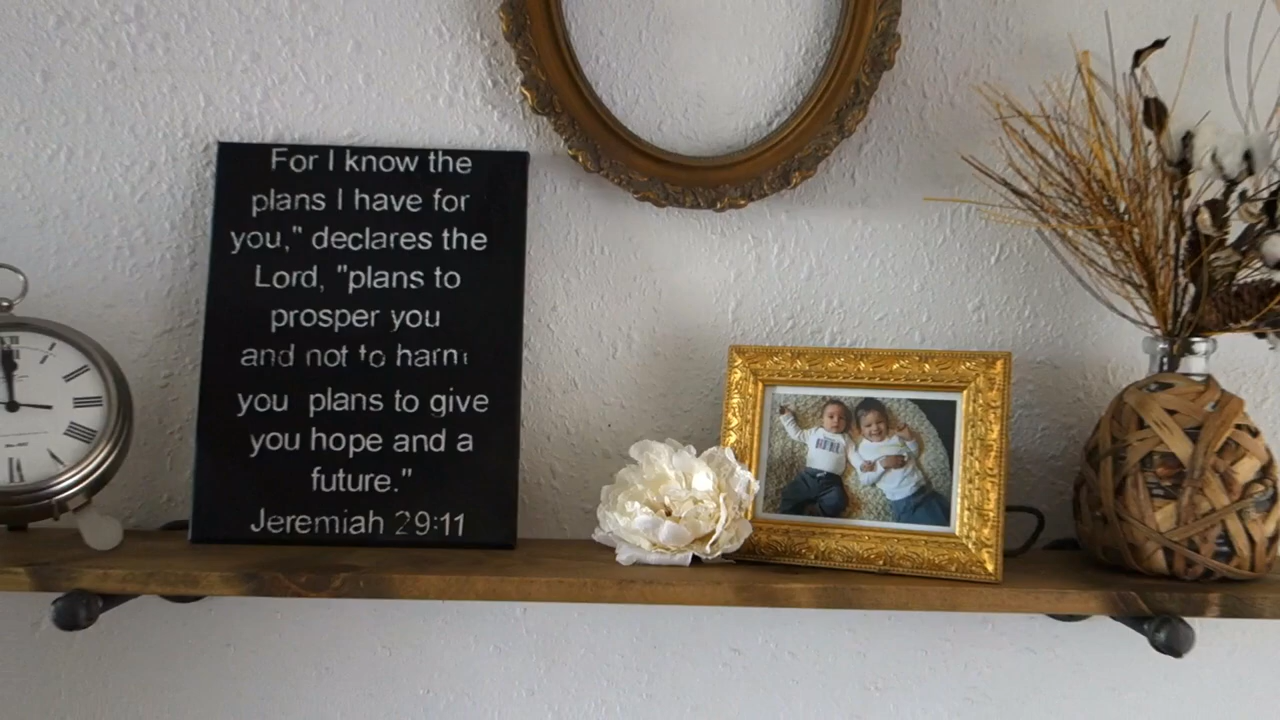 For I know the
plans I have for
you," declares the
Lord, "plans to
prosper you
and not to harm
you plans to give
you hope and a
future."
Jeremiah 29:11